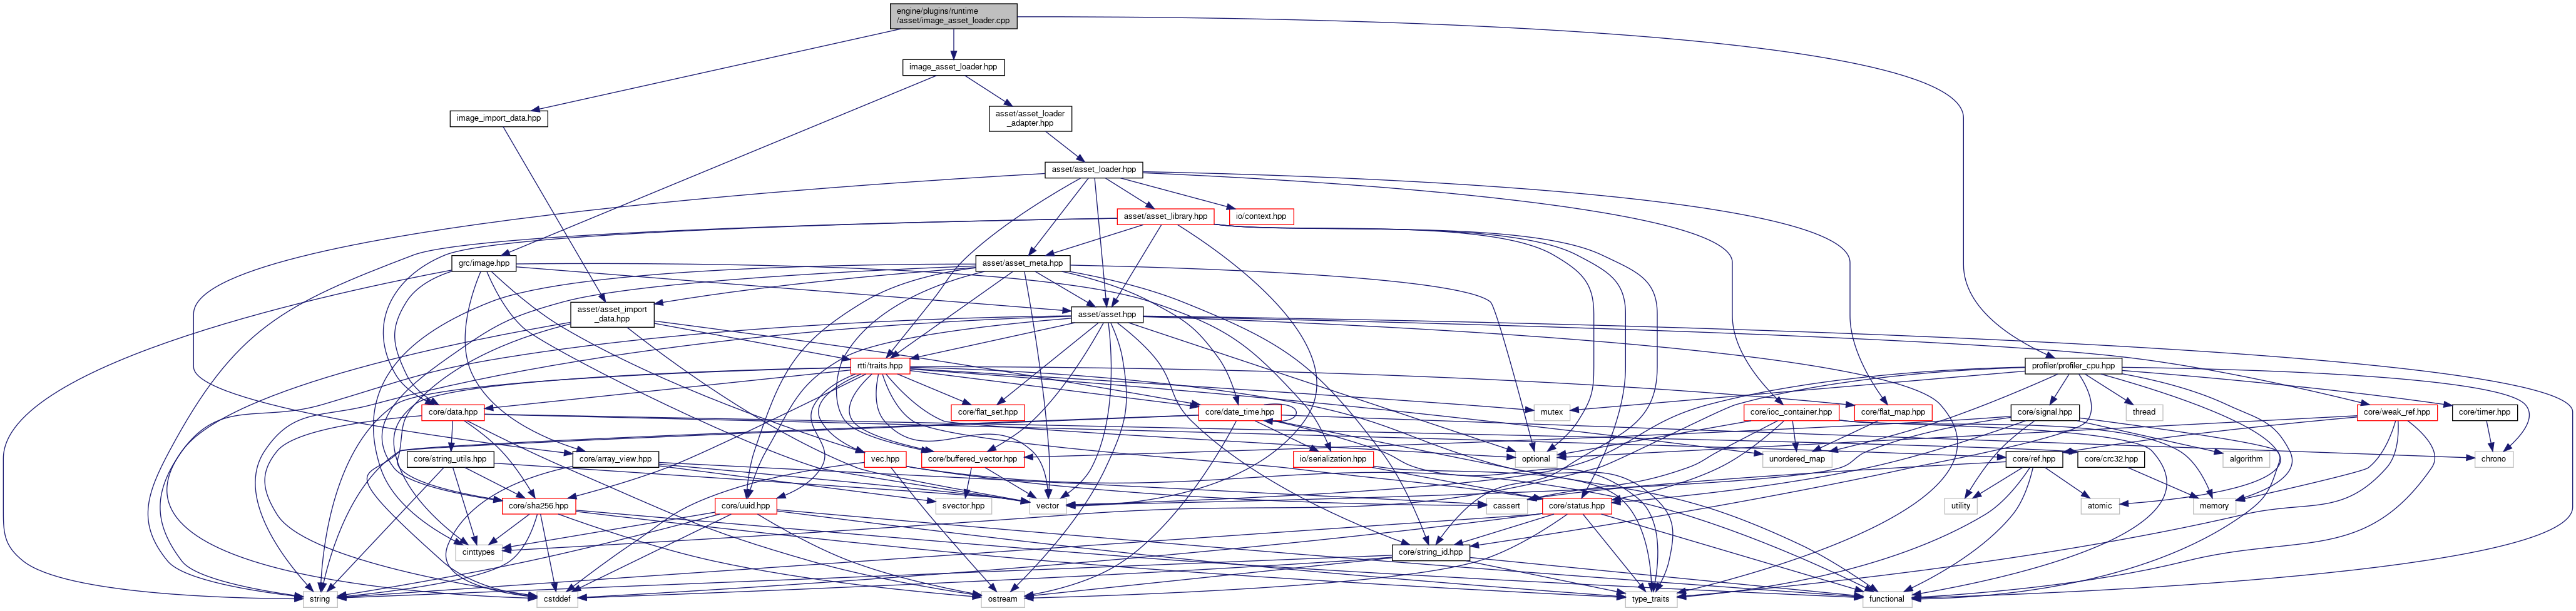 engine/plugins/runtime
/asset/image_asset_loader.cpp
image_asset_loader.hpp
image_import_data.hpp
asset/asset_loader
_adapter.hpp
asset/asset_loader.hpp
asset/asset_library.hpp
io/context.hpp
grc/image.hpp
asset/asset_meta.hpp
asset/asset_import
_data.hpp
asset/asset.hpp
rtti/traits.hpp
profiler/profiler_cpu.hpp
core/data.hpp
core/flat_set.hpp
core/date_time.hpp
mutex
core/ioc_container.hpp
core/flat_map.hpp
core/signal.hpp
thread
core/weak_ref.hpp
core/timer.hpp
core/string_utils.hpp
core/array_view.hpp
vec.hpp
core/buffered_vector.hpp
io/serialization.hpp
optional
unordered_map
core/ref.hpp
core/crc32.hpp
algorithm
chrono
core/sha256.hpp
core/uuid.hpp
svector.hpp
vector
cassert
core/status.hpp
utility
atomic
memory
cinttypes
core/string_id.hpp
string
cstddef
ostream
type_traits
functional